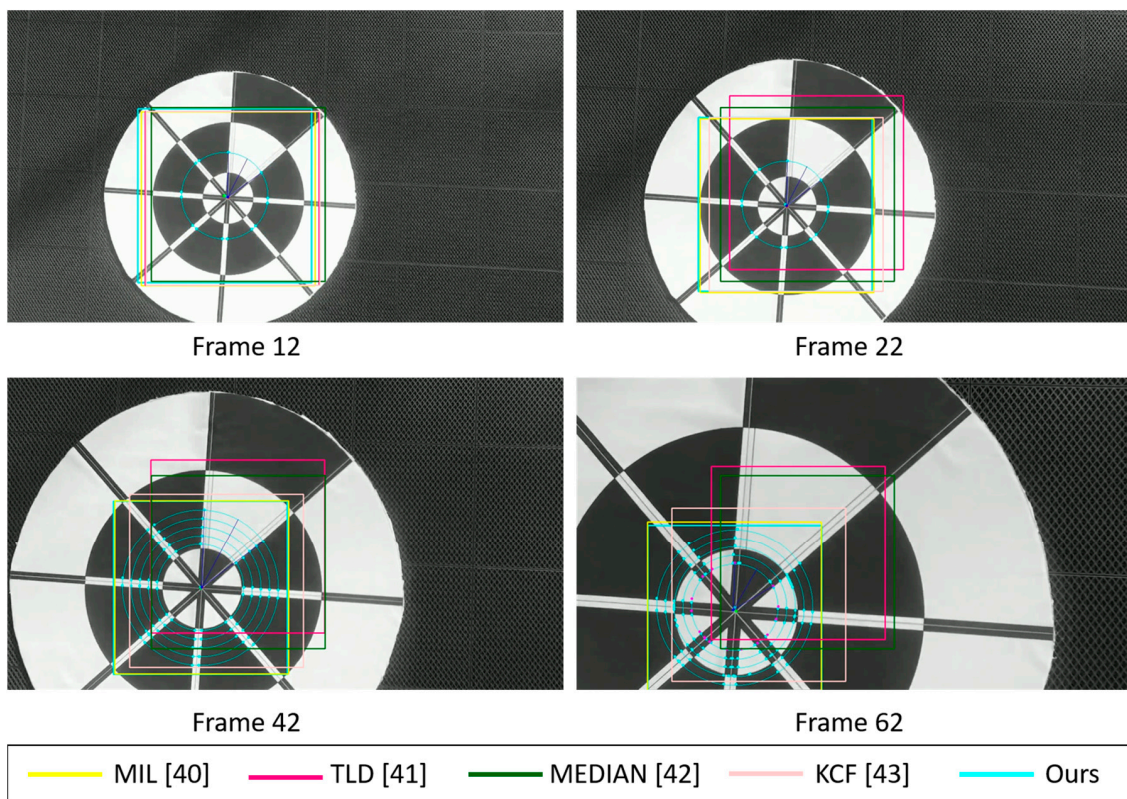 Frame 12
Frame 22
Frame 42
Frame 62
MIL [40] TLD [41] MEDIAN [42] KCF [43] Ours